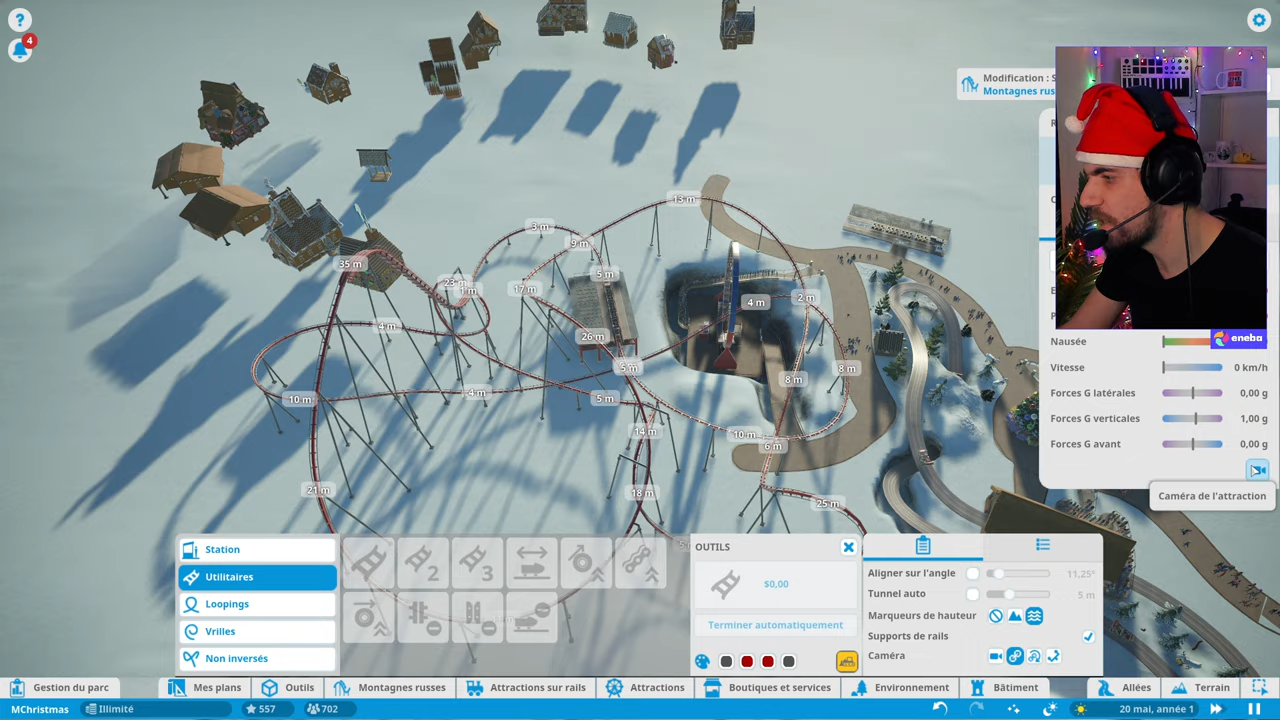 ?
4
Modification : S
Montagnes rus
eneba
Nausée
Vitesse 0 km/h
Forces G latérales 0,00 g
Forces G verticales 1,00 g
Forces G avant 0,00 g
Caméra de l'attraction
13 m
3 m
9 m
35 m
5 m
23 m
1 m
17 m
4 m
2 m
4 m
26 m
5 m
8 m
8 m
10 m
4 m
5 m
14 m
10 m
6 m
21 m
18 m
25 m
Station
Utilitaires
Loopings
Vrilles
Non inversés
2
3
OUTILS
$0,00
Terminer automatiquement
Aligner sur l'angle 11,25°
Tunnel auto 5 m
Marqueurs de hauteur
Supports de rails
Caméra
Gestion du parc
Mes plans
Outils
Montagnes russes
Attractions sur rails
Attractions
Boutiques et services
Environnement
Bâtiment
Allées
Terrain
MChristmas
Illimité
557
702
20 mai, année 1